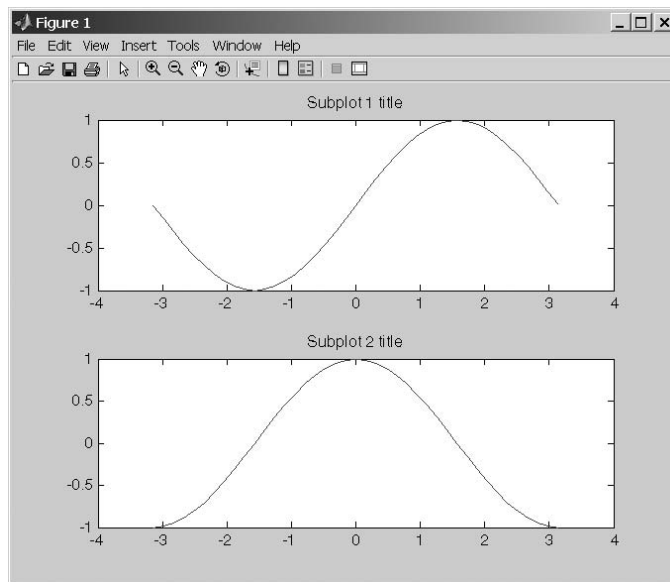 Figure 1
File Edit View Insert Tools Window Help
Subplot 1 title
1
0.5
0
-0.5
-1
-4 -3 -2 -1 0 1 2 3 4
Subplot 2 title
1
0.5
0
-0.5
-1
-4 -3 -2 -1 0 1 2 3 4